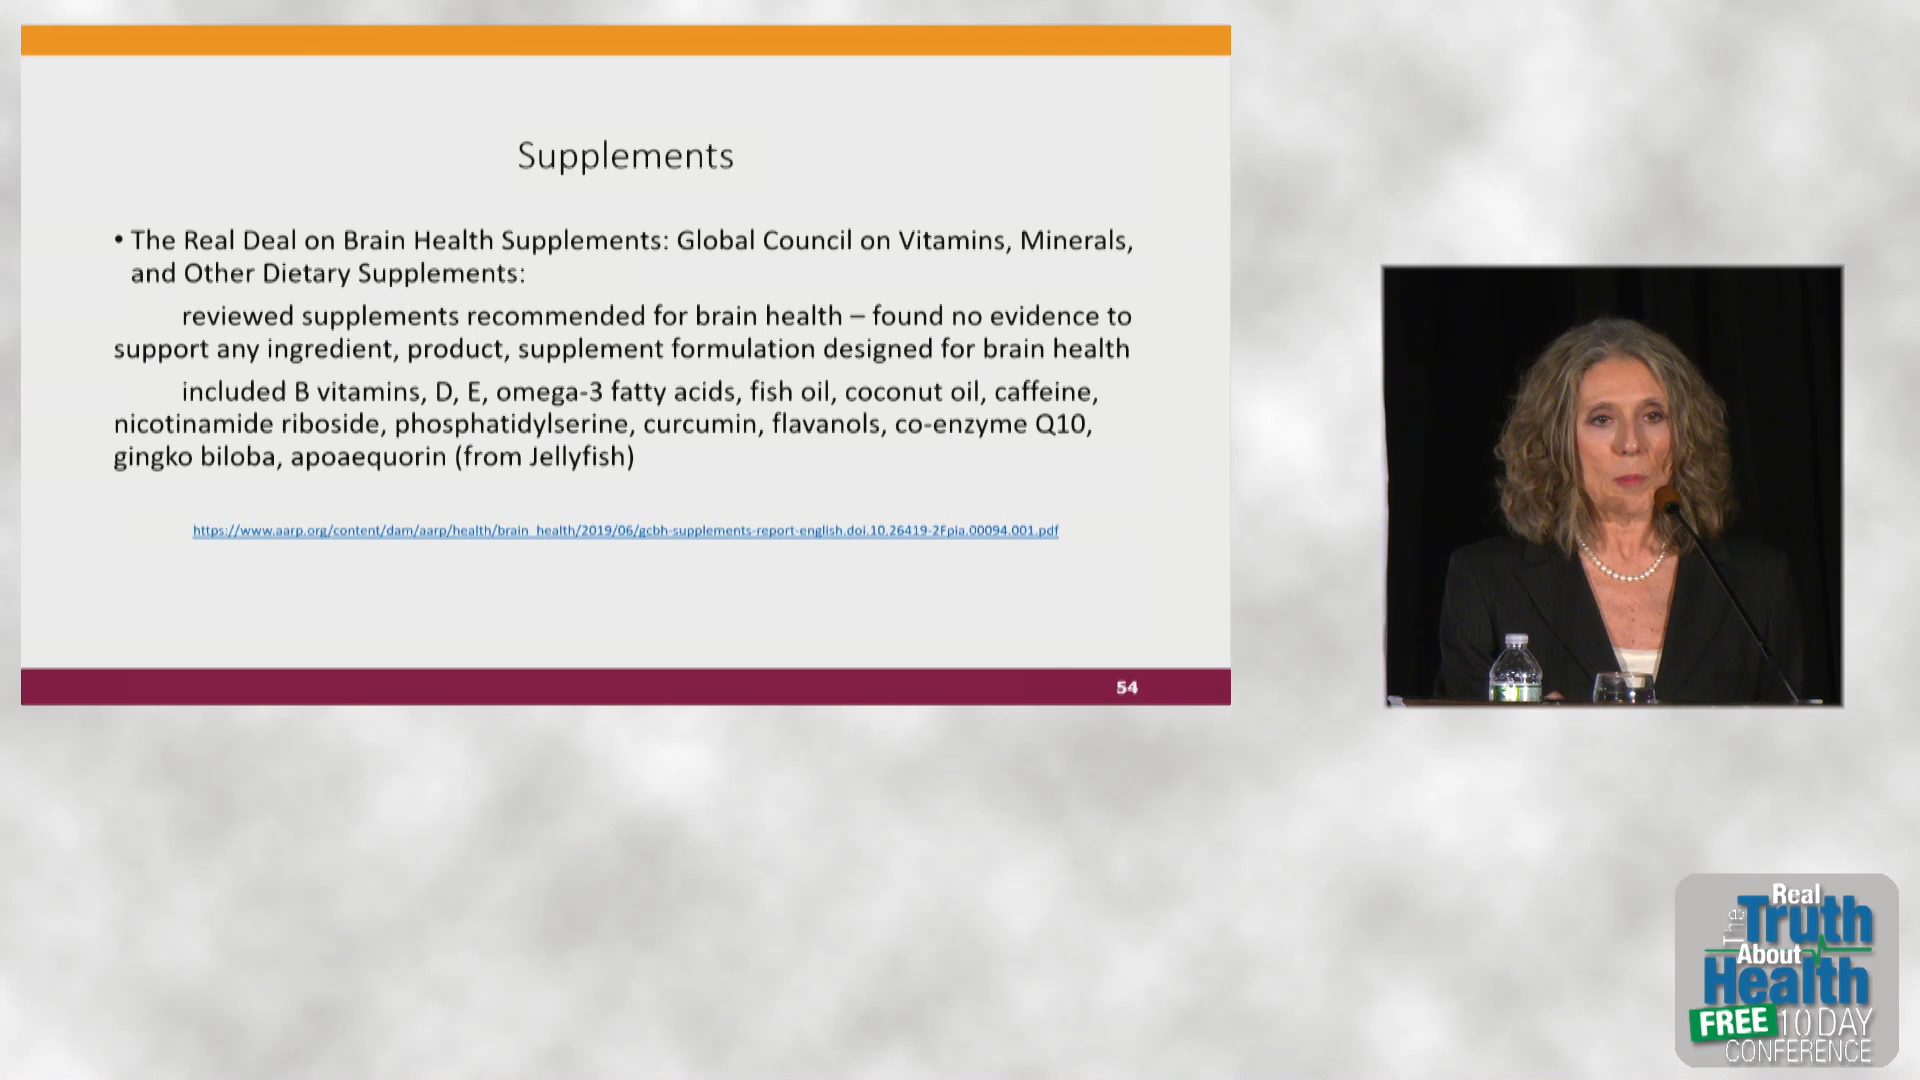 Supplements
• The Real Deal on Brain Health Supplements: Global Council on Vitamins, Minerals,
and Other Dietary Supplements:
reviewed supplements recommended for brain health – found no evidence to
support any ingredient, product, supplement formulation designed for brain health
included B vitamins, D, E, omega-3 fatty acids, fish oil, coconut oil, caffeine,
nicotinamide riboside, phosphatidylserine, curcumin, flavanols, co-enzyme Q10,
gingko biloba, apoaequorin (from Jellyfish)
https://www.aarp.org/content/dam/aarp/health/brain_health/2019/06/gcbh-supplements-report-english.doi.10.26419-2Fpia.00094.001.pdf
54
The Real
Truth
About
Health
FREE 10 DAY
CONFERENCE